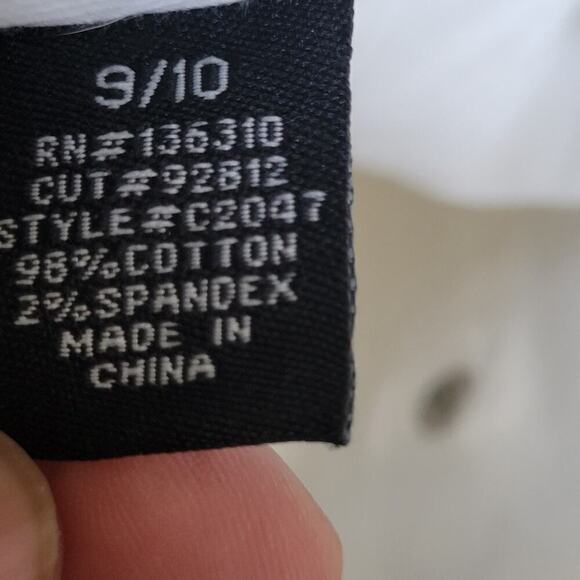 9/10
RN#136310
CUT#92812
STYLE#C2047
98%COTTON
2%SPANDEX
MADE IN
CHINA